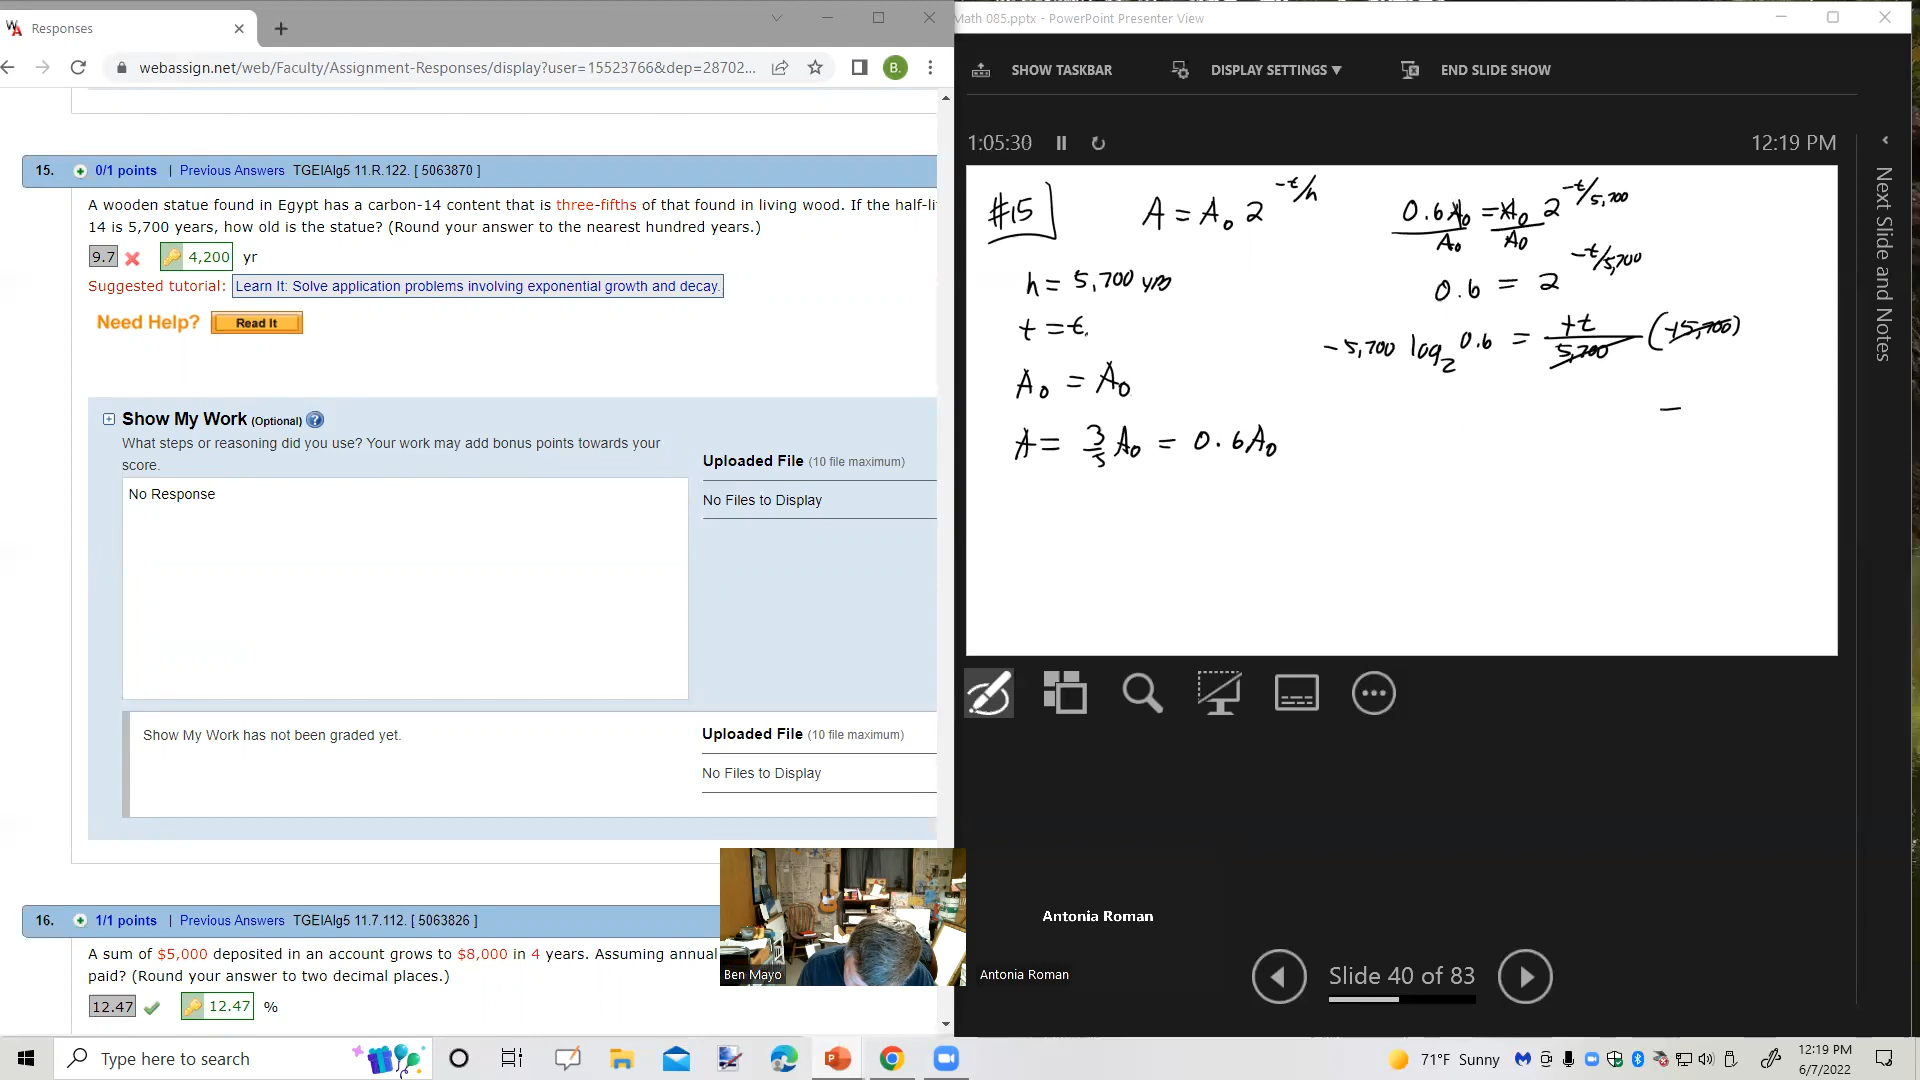 Responses
Math 085.pptx - PowerPoint Presenter View
webassign.net/web/Faculty/Assignment-Responses/display?user=15523766&dep=28702...
B.
SHOW TASKBAR
DISPLAY SETTINGS ▼
END SLIDE SHOW
1:05:30
12:19 PM
Next Slide and Notes
15. 0/1 points | Previous Answers TGEIAlg5 11.R.122. [ 5063870 ]
A wooden statue found in Egypt has a carbon-14 content that is three-fifths of that found in living wood. If the half-li
14 is 5,700 years, how old is the statue? (Round your answer to the nearest hundred years.)
9.7 4,200 yr
Suggested tutorial: Learn It: Solve application problems involving exponential growth and decay.
Need Help? Read It
Show My Work (Optional) ?
What steps or reasoning did you use? Your work may add bonus points towards your
score.
Uploaded File (10 file maximum)
No Response
No Files to Display
Show My Work has not been graded yet.
Uploaded File (10 file maximum)
No Files to Display
16. 1/1 points | Previous Answers TGEIAlg5 11.7.112. [ 5063826 ]
A sum of $5,000 deposited in an account grows to $8,000 in 4 years. Assuming annual
paid? (Round your answer to two decimal places.)
12.47 12.47 %
#15
A = A₀ 2^(-t/h)
h = 5,700 yrs
t = t.
A₀ = A₀
A = 3/5 A₀ = 0.6A₀
0.6A₀/A₀ = A₀/A₀ 2^(-t/5,700)
0.6 = 2^(-t/5,700)
-5,700 log₂ 0.6 = +t/5,700 (-15,700)
–
Ben Mayo
Antonia Roman
Antonia Roman
Slide 40 of 83
Type here to search
71°F Sunny
12:19 PM
6/7/2022